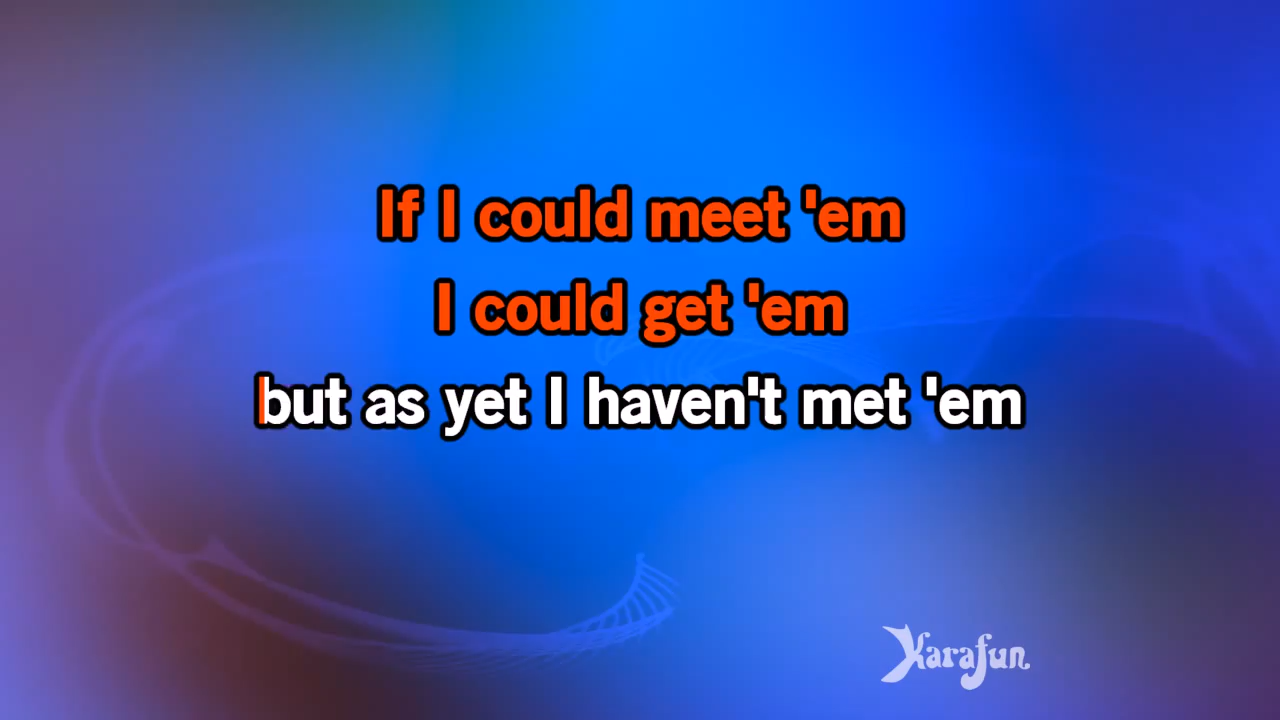 If I could meet 'em
I could get 'em
but as yet I haven't met 'em
Karafun